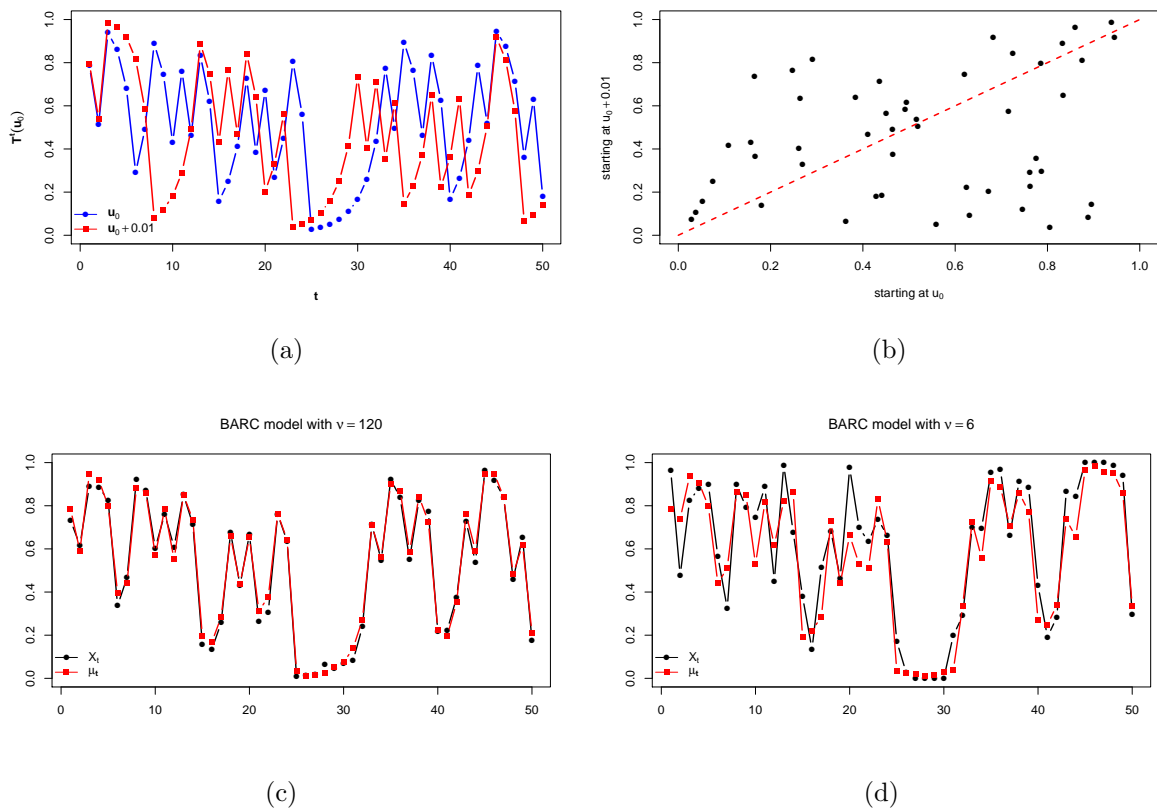 1.0
0.8
0.6
0.4
0.2
0.0
T^t(u_0)
u_0
u_0 + 0.01
0 10 20 30 40 50
t
(a)
1.0
0.8
0.6
0.4
0.2
0.0
starting at u_0 + 0.01
0.0 0.2 0.4 0.6 0.8 1.0
starting at u_0
(b)
BARC model with ν = 120
1.0
0.8
0.6
0.4
0.2
0.0
X_t
μ_t
0 10 20 30 40 50
(c)
BARC model with ν = 6
1.0
0.8
0.6
0.4
0.2
0.0
X_t
μ_t
0 10 20 30 40 50
(d)